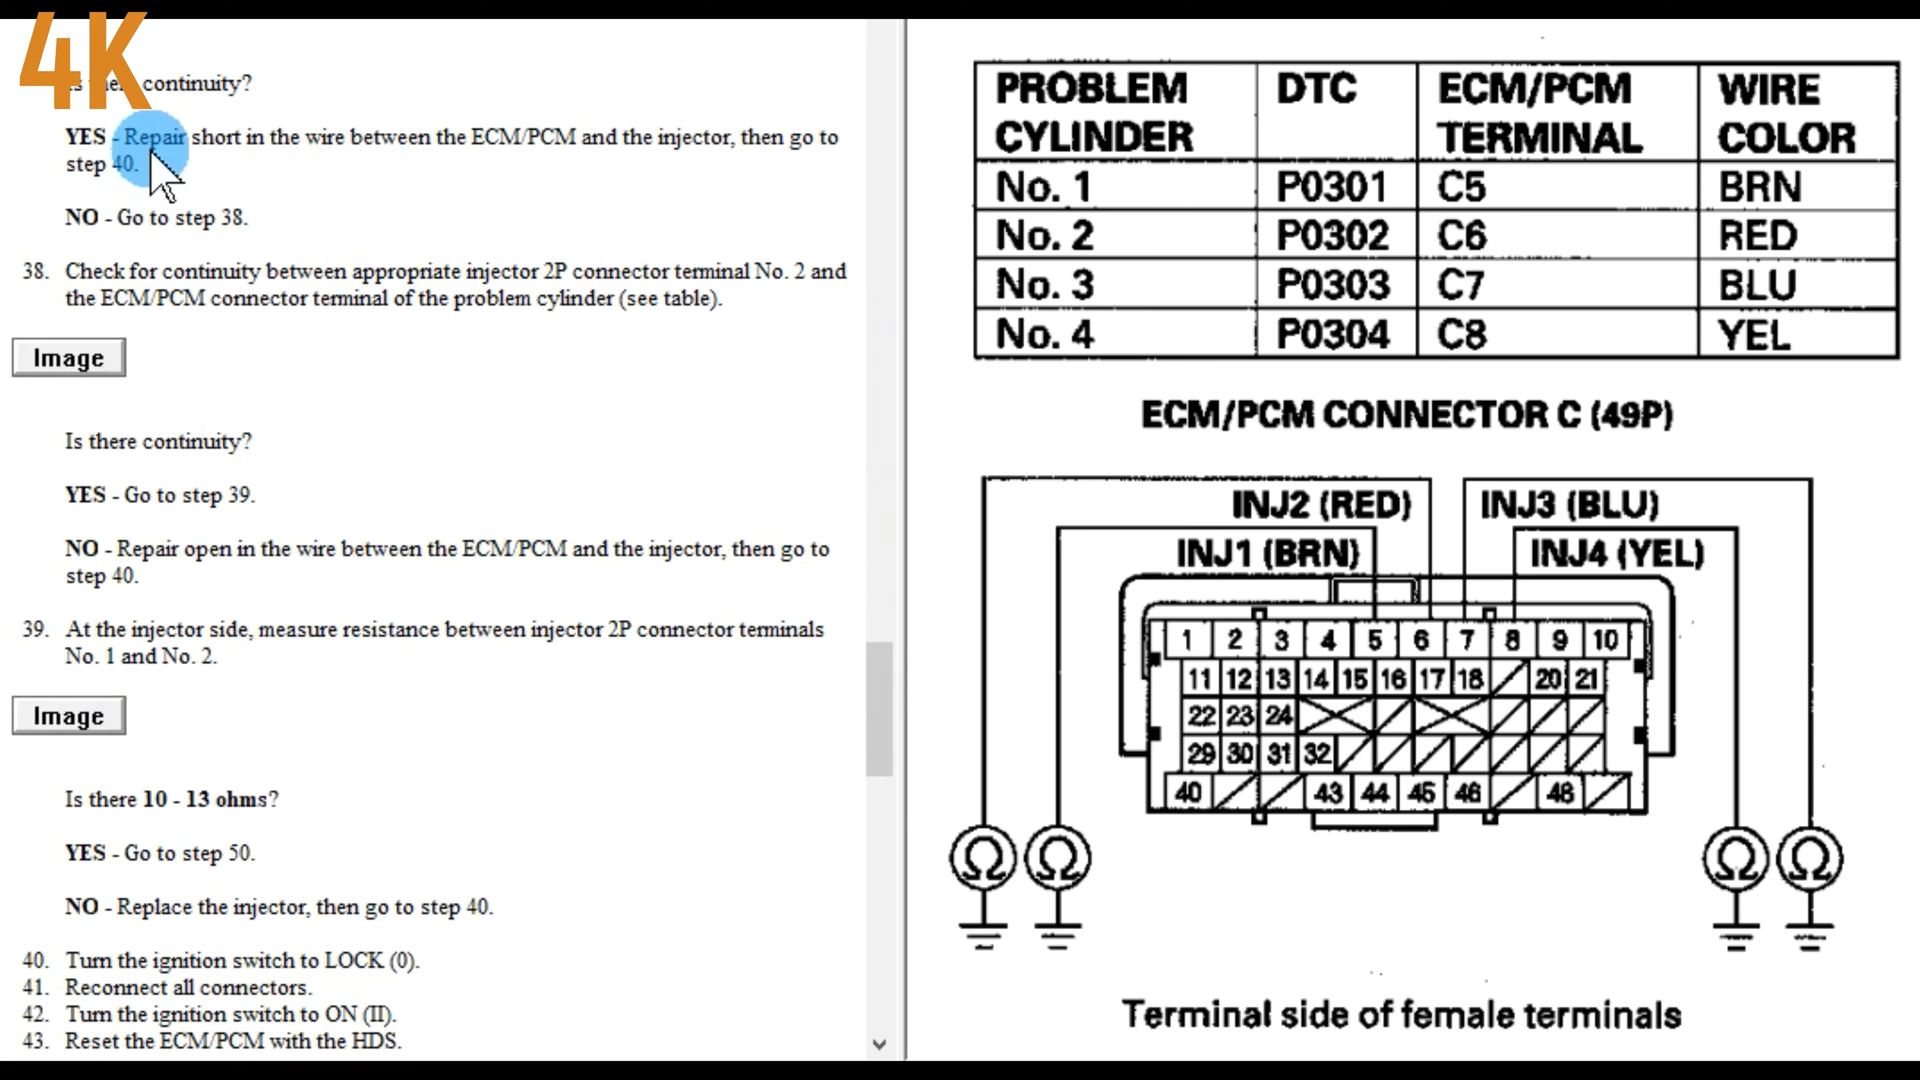 4K
Is there continuity?
YES - Repair short in the wire between the ECM/PCM and the injector, then go to
step 40.
NO - Go to step 38.
38. Check for continuity between appropriate injector 2P connector terminal No. 2 and
the ECM/PCM connector terminal of the problem cylinder (see table).
Image
Is there continuity?
YES - Go to step 39.
NO - Repair open in the wire between the ECM/PCM and the injector, then go to
step 40.
39. At the injector side, measure resistance between injector 2P connector terminals
No. 1 and No. 2.
Image
Is there 10 - 13 ohms?
YES - Go to step 50.
NO - Replace the injector, then go to step 40.
40. Turn the ignition switch to LOCK (0).
41. Reconnect all connectors.
42. Turn the ignition switch to ON (II).
43. Reset the ECM/PCM with the HDS.
PROBLEM CYLINDER DTC ECM/PCM TERMINAL WIRE COLOR
No. 1 P0301 C5 BRN
No. 2 P0302 C6 RED
No. 3 P0303 C7 BLU
No. 4 P0304 C8 YEL
ECM/PCM CONNECTOR C (49P)
INJ2 (RED) INJ3 (BLU)
INJ1 (BRN) INJ4 (YEL)
1 2 3 4 5 6 7 8 9 10
11 12 13 14 15 16 17 18 20 21
22 23 24
29 30 31 32
40 43 44 45 46 48
Ω Ω Ω Ω
Terminal side of female terminals